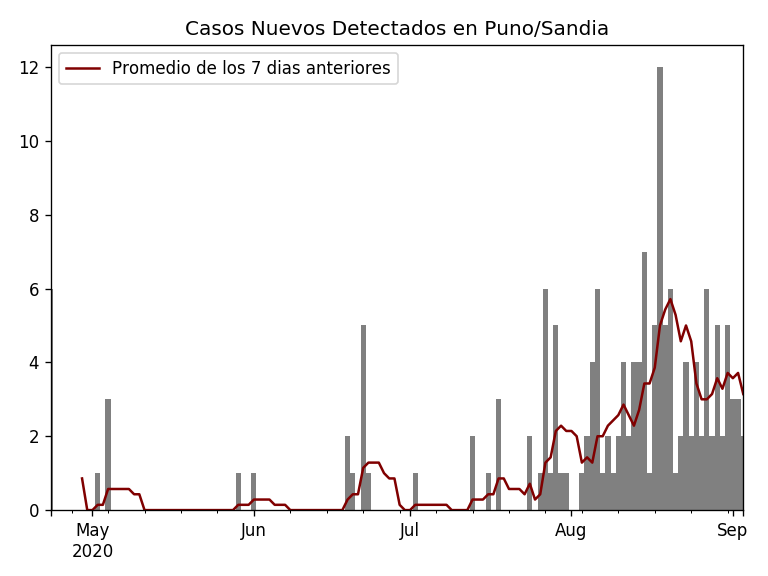 Casos Nuevos Detectados en Puno/Sandia
Promedio de los 7 dias anteriores
12
10
8
6
4
2
0
May Jun Jul Aug Sep
2020